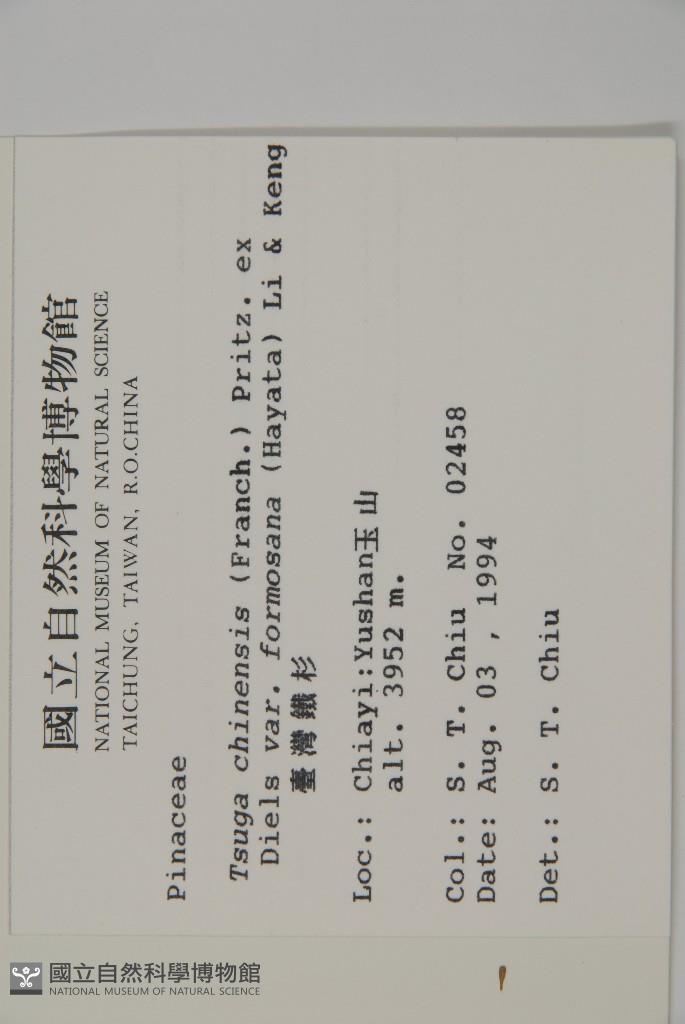 國立自然科學博物館
NATIONAL MUSEUM OF NATURAL SCIENCE
TAICHUNG, TAIWAN, R.O.CHINA
Pinaceae
Tsuga chinensis (Franch.) Pritz. ex
Diels var. formosana (Hayata) Li & Keng
臺灣鐵杉
Loc.: Chiayi:Yushan玉山
alt. 3952 m.
Col.: S. T. Chiu No. 02458
Date: Aug. 03 , 1994
Det.: S. T. Chiu
國立自然科學博物館
NATIONAL MUSEUM OF NATURAL SCIENCE